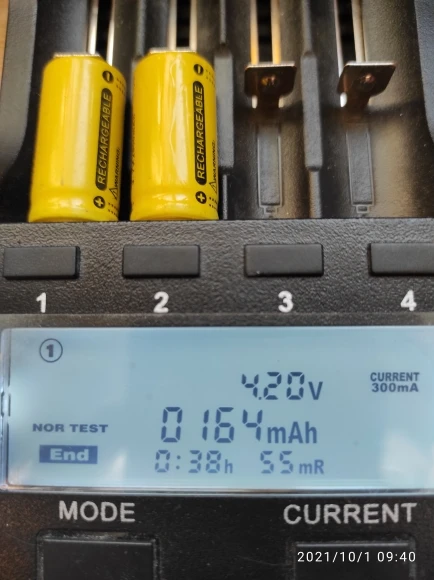 RECHARGEABLE
RECHARGEABLE
1 2 3 4
1
4.20V
CURRENT
300mA
NOR TEST
0164mAh
End
0:38h 55mR
MODE CURRENT
2021/10/1 09:40